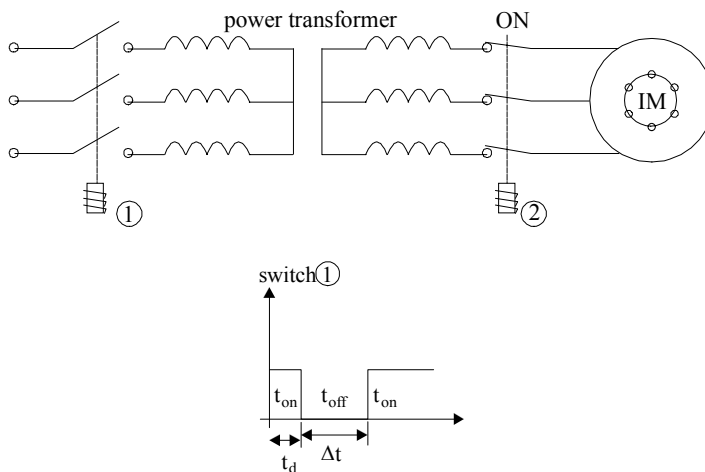 power transformer
ON
IM
①
②
switch①
t_on t_off t_on
t_d Δt